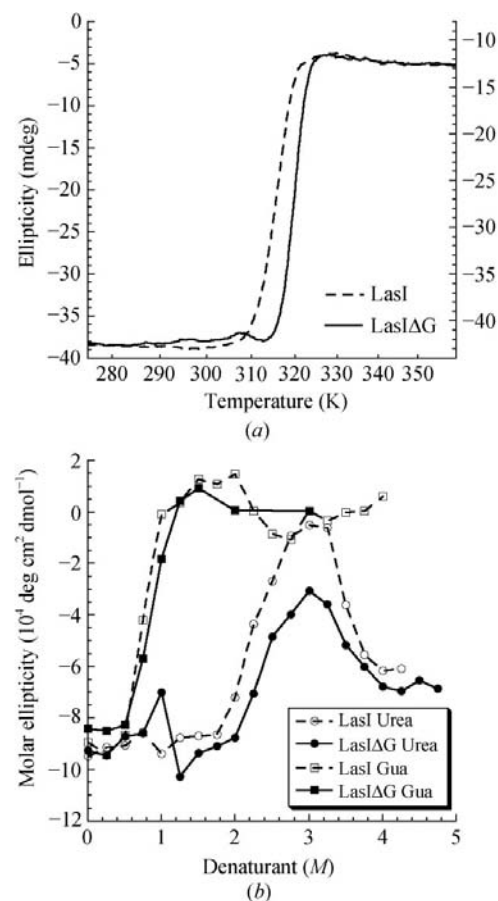 0
−5
−10
−15
−20
−25
−30
−35
−40
−10
−15
−20
−25
−30
−35
−40
Ellipticity (mdeg)
LasI
LasIΔG
280 290 300 310 320 330 340 350
Temperature (K)
(a)
2
0
−2
−4
−6
−8
−10
−12
Molar ellipticity (10⁴ deg cm² dmol⁻¹)
LasI Urea
LasIΔG Urea
LasI Gua
LasIΔG Gua
0 1 2 3 4 5
Denaturant (M)
(b)